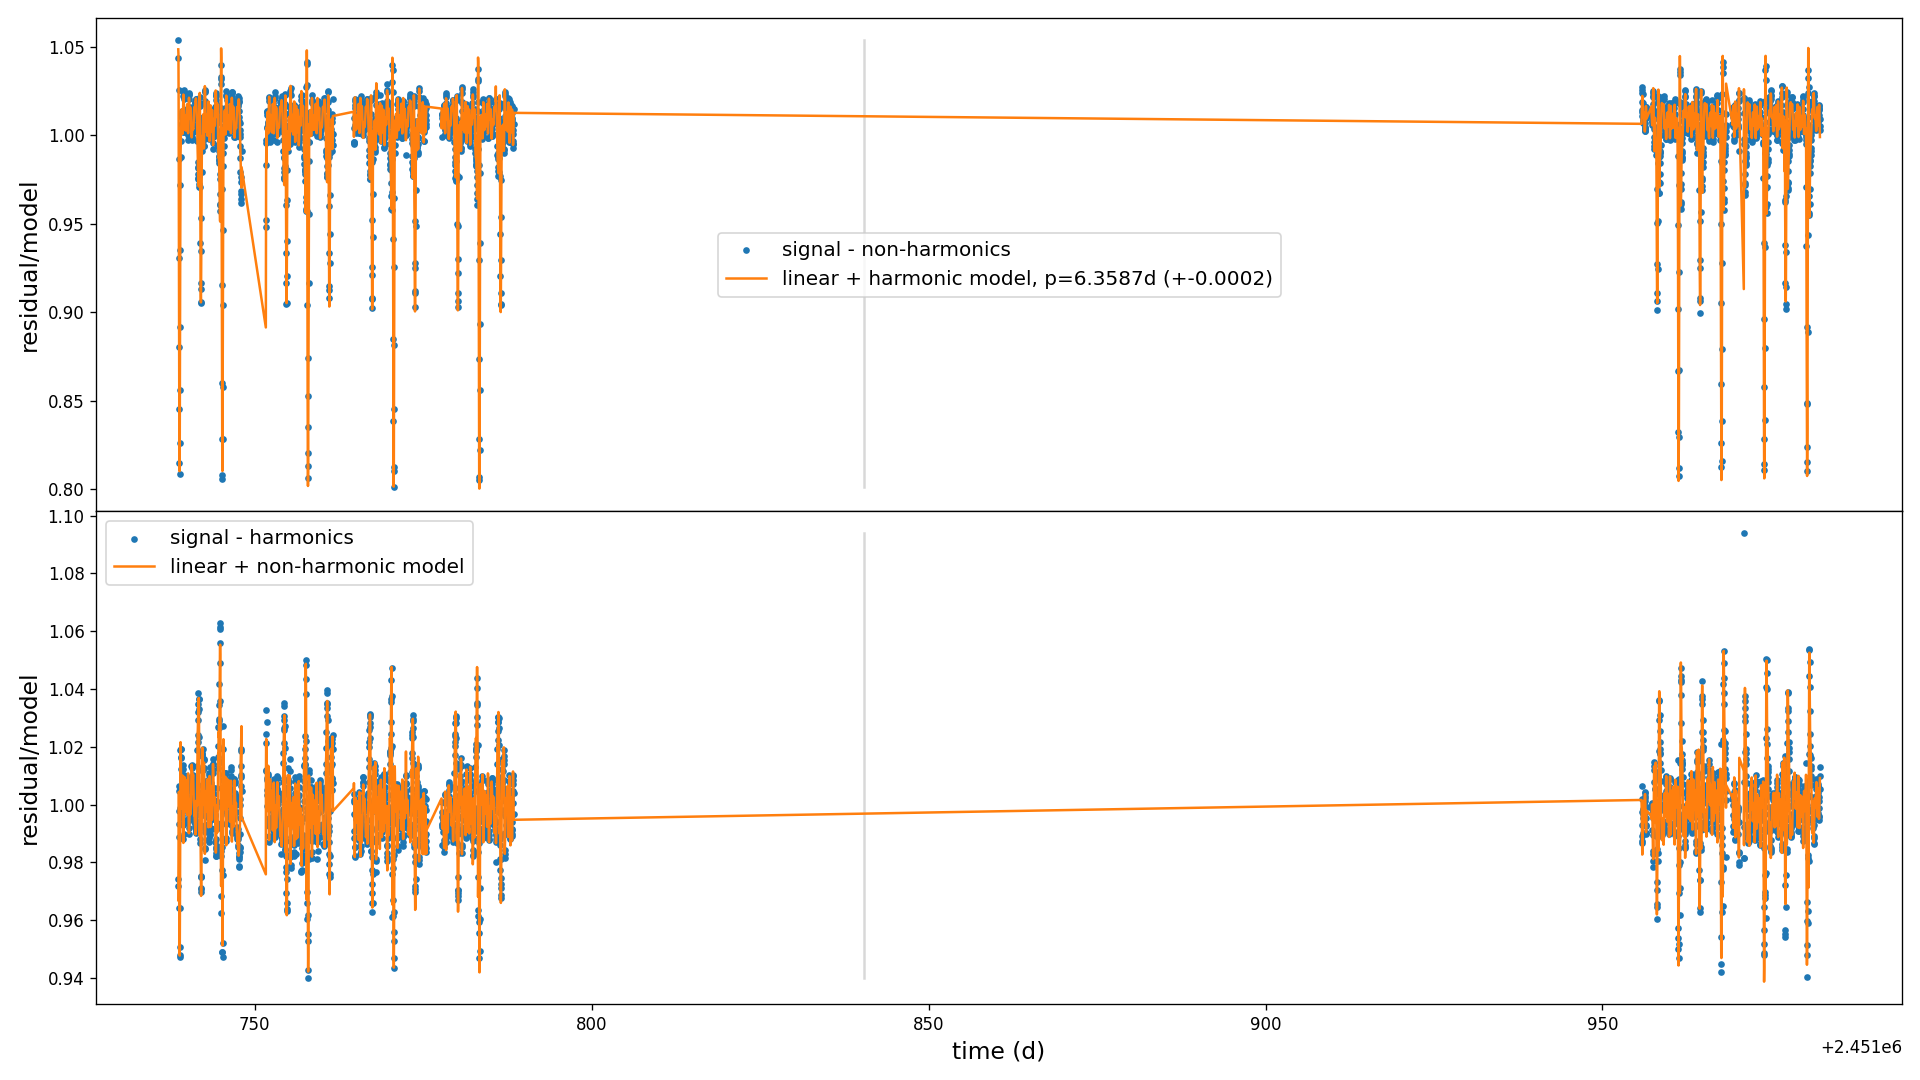 1.05
1.00
0.95
0.90
0.85
0.80
residual/model
signal - non-harmonics
linear + harmonic model, p=6.3587d (+-0.0002)
1.10
1.08
1.06
1.04
1.02
1.00
0.98
0.96
0.94
residual/model
signal - harmonics
linear + non-harmonic model
750
800
850
900
950
time (d)
+2.451e6